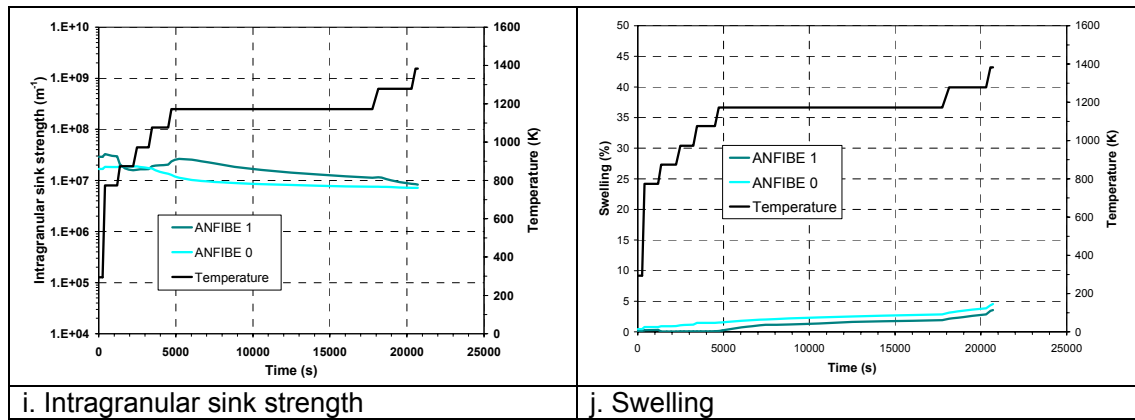 1.E+10
1.E+09
1.E+08
1.E+07
1.E+06
1.E+05
1.E+04
Intragranular sink strength (m-1)
1600
1400
1200
1000
800
600
400
200
0
Temperature (K)
ANFIBE 1
ANFIBE 0
Temperature
0 5000 10000 15000 20000 25000
Time (s)
i. Intragranular sink strength
50
45
40
35
30
25
20
15
10
5
0
Swelling (%)
1600
1400
1200
1000
800
600
400
200
0
Temperature (K)
ANFIBE 1
ANFIBE 0
Temperature
0 5000 10000 15000 20000 25000
Time (s)
j. Swelling